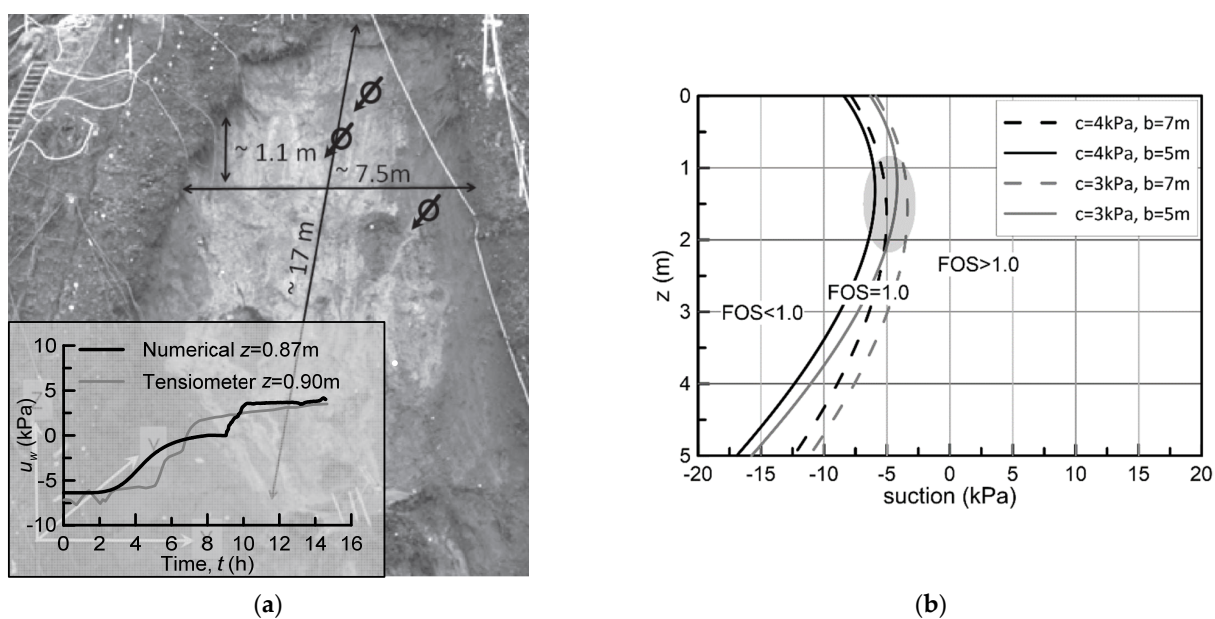 ~ 1.1 m
~ 7.5m
~ 17 m
10
5
0
-5
-10
u_w (kPa)
Numerical z=0.87m
Tensiometer z=0.90m
0 2 4 6 8 10 12 14 16
Time, t (h)
(a)
0
1
2
3
4
5
z (m)
c=4kPa, b=7m
c=4kPa, b=5m
c=3kPa, b=7m
c=3kPa, b=5m
FOS>1.0
FOS=1.0
FOS<1.0
-20 -15 -10 -5 0 5 10 15 20
suction (kPa)
(b)